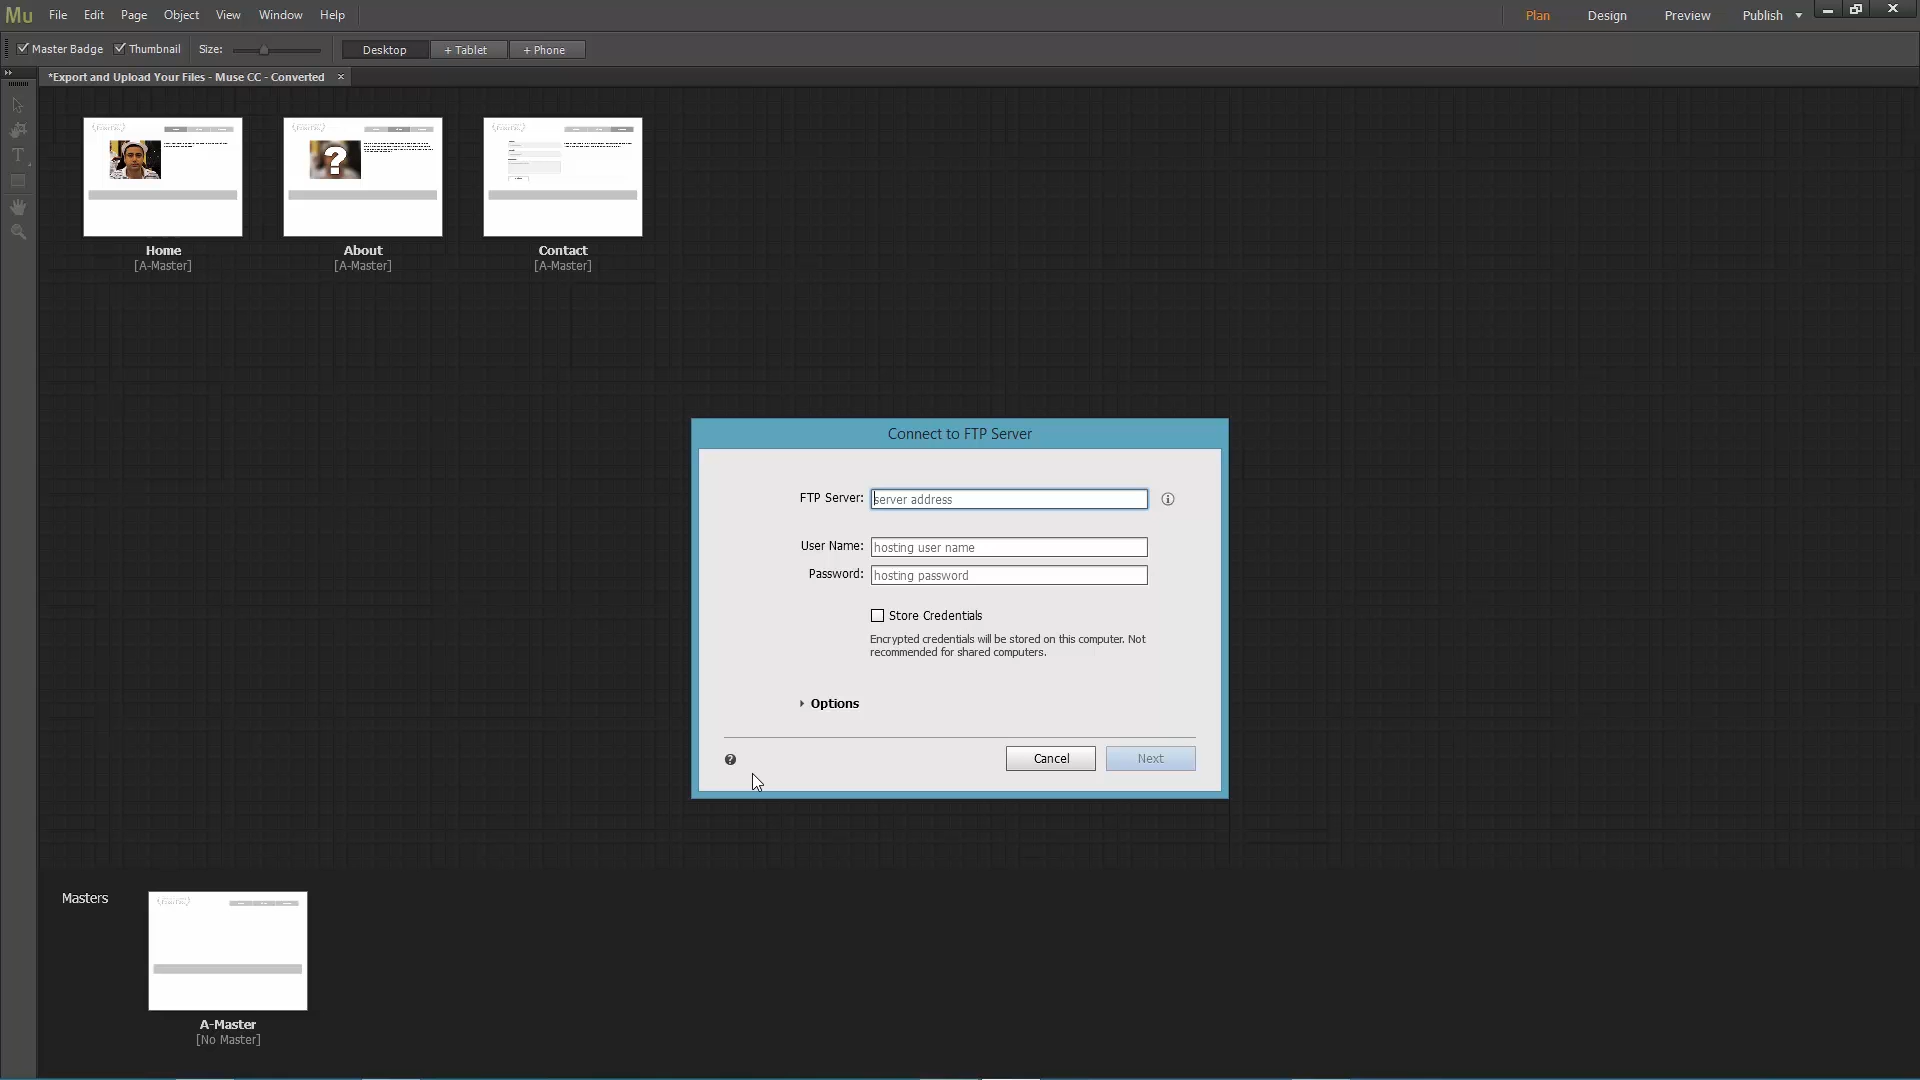 Mu File Edit Page Object View Window Help
Plan Design Preview Publish
Master Badge Thumbnail Size: Desktop + Tablet + Phone
*Export and Upload Your Files - Muse CC - Converted ×
T
?
Home About Contact
[A-Master] [A-Master] [A-Master]
Connect to FTP Server
FTP Server: server address
User Name: hosting user name
Password: hosting password
Store Credentials
Encrypted credentials will be stored on this computer. Not
recommended for shared computers.
Options
? Cancel Next
Masters
A-Master
[No Master]